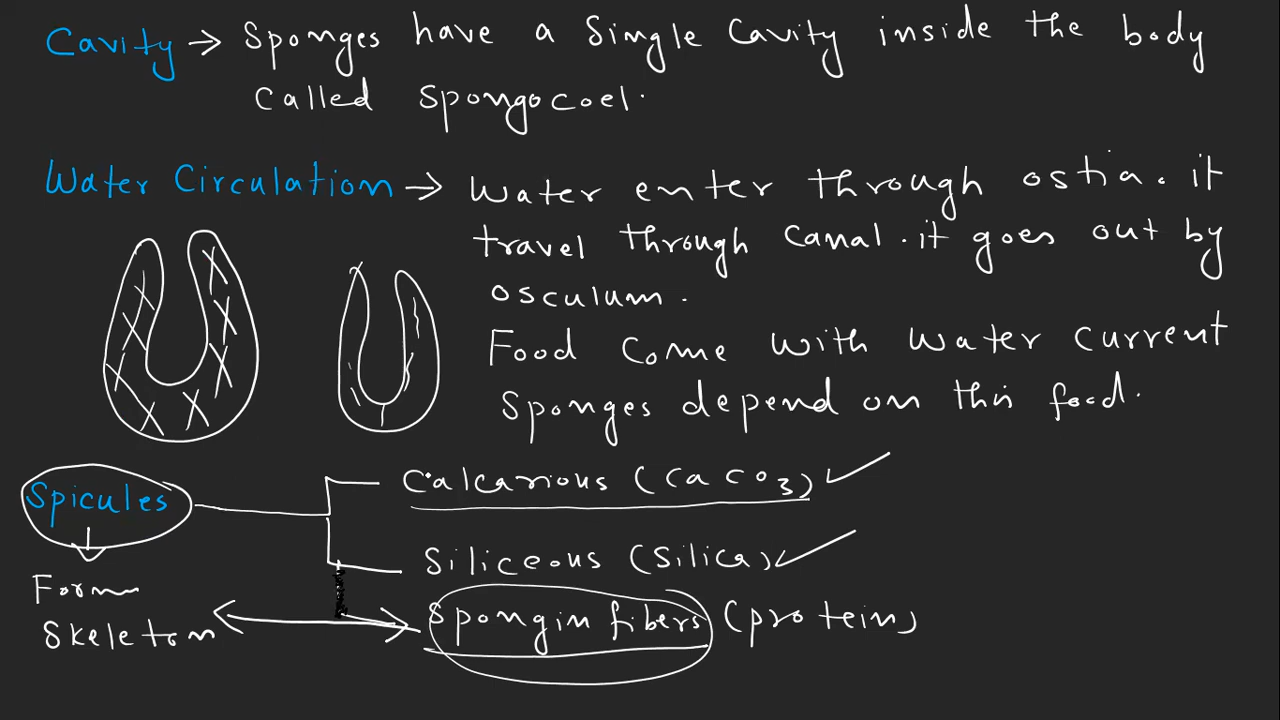 Cavity → Sponges have a Single Cavity inside the body
Called Spongocoel.
Water Circulation → Water enter through ostia. it
travel through Canal. it goes out by
osculum.
Food Come with water current
Sponges depend on this food.
Spicules
Calcarious (CaCO3)
Siliceous (Silica)
Form
Skeleton
Spongin fibers (protein)